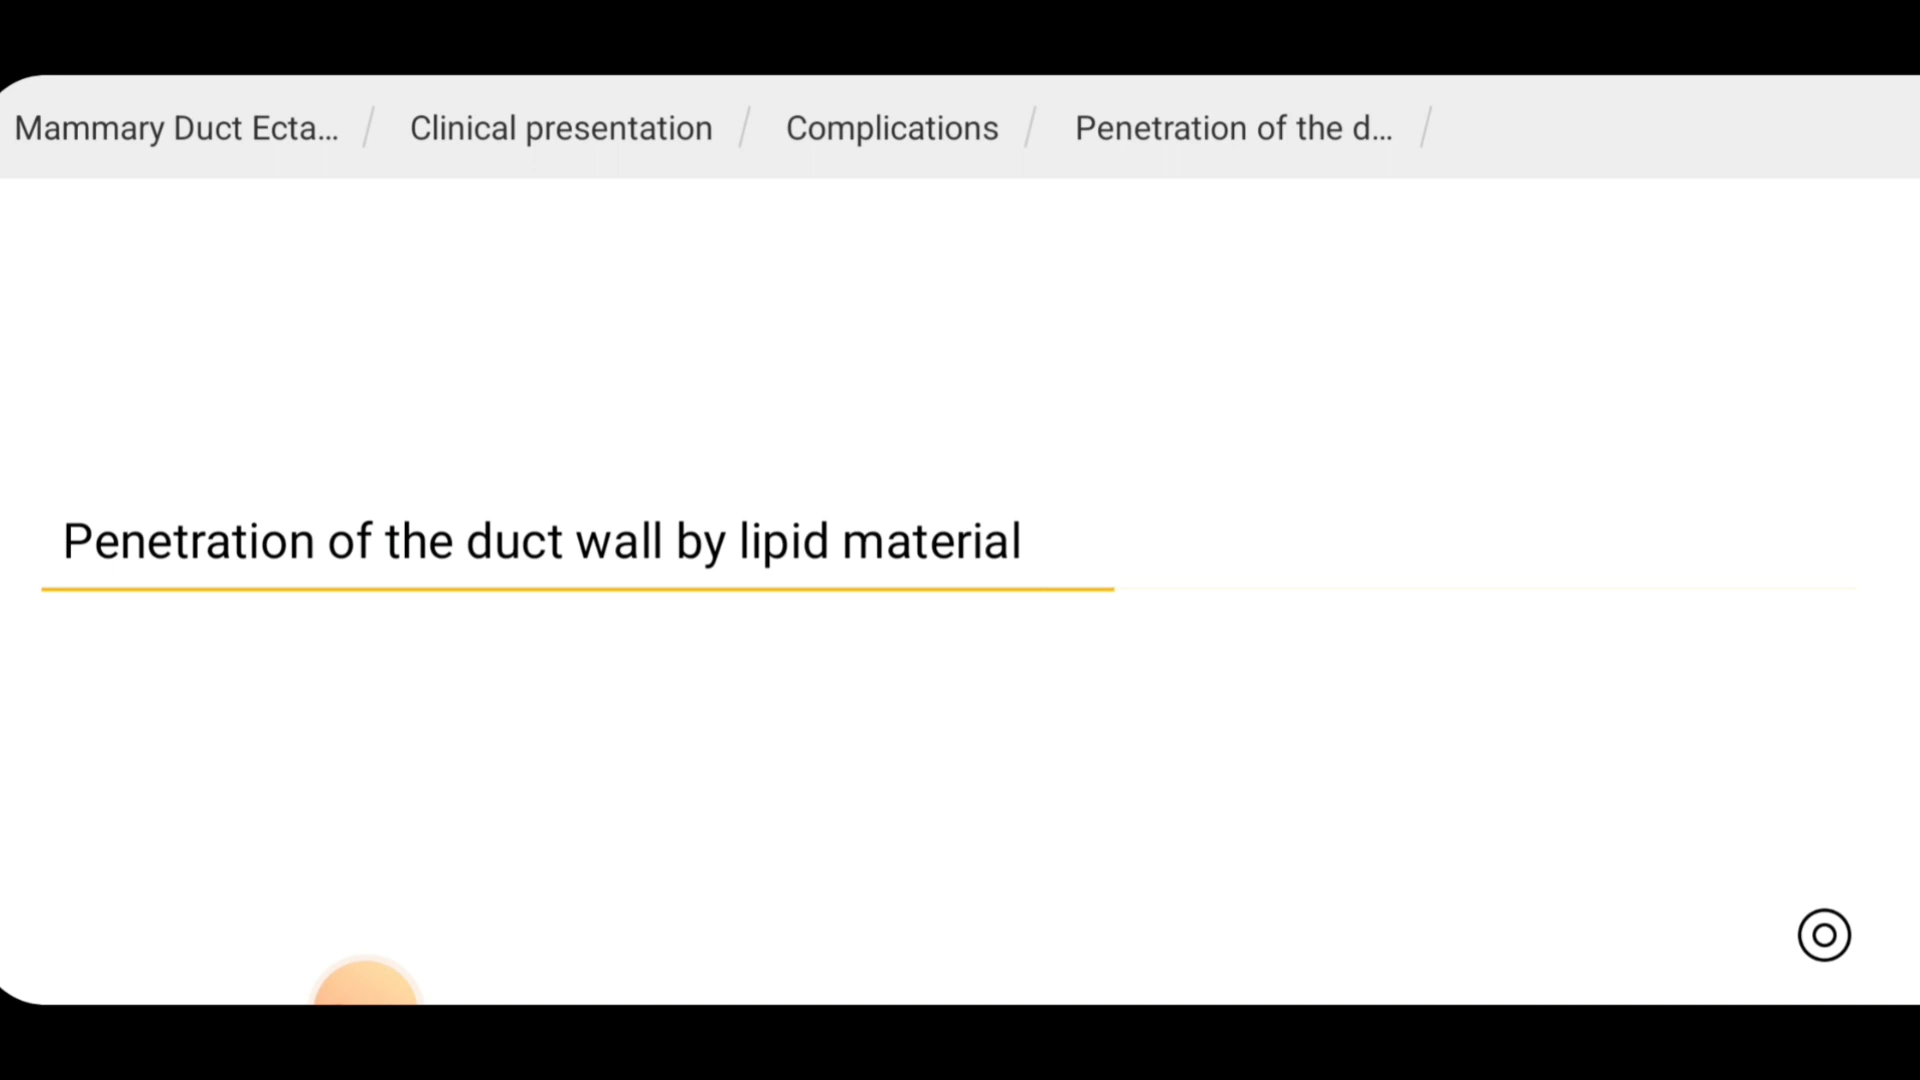 Mammary Duct Ecta... / Clinical presentation / Complications / Penetration of the d... /
Penetration of the duct wall by lipid material